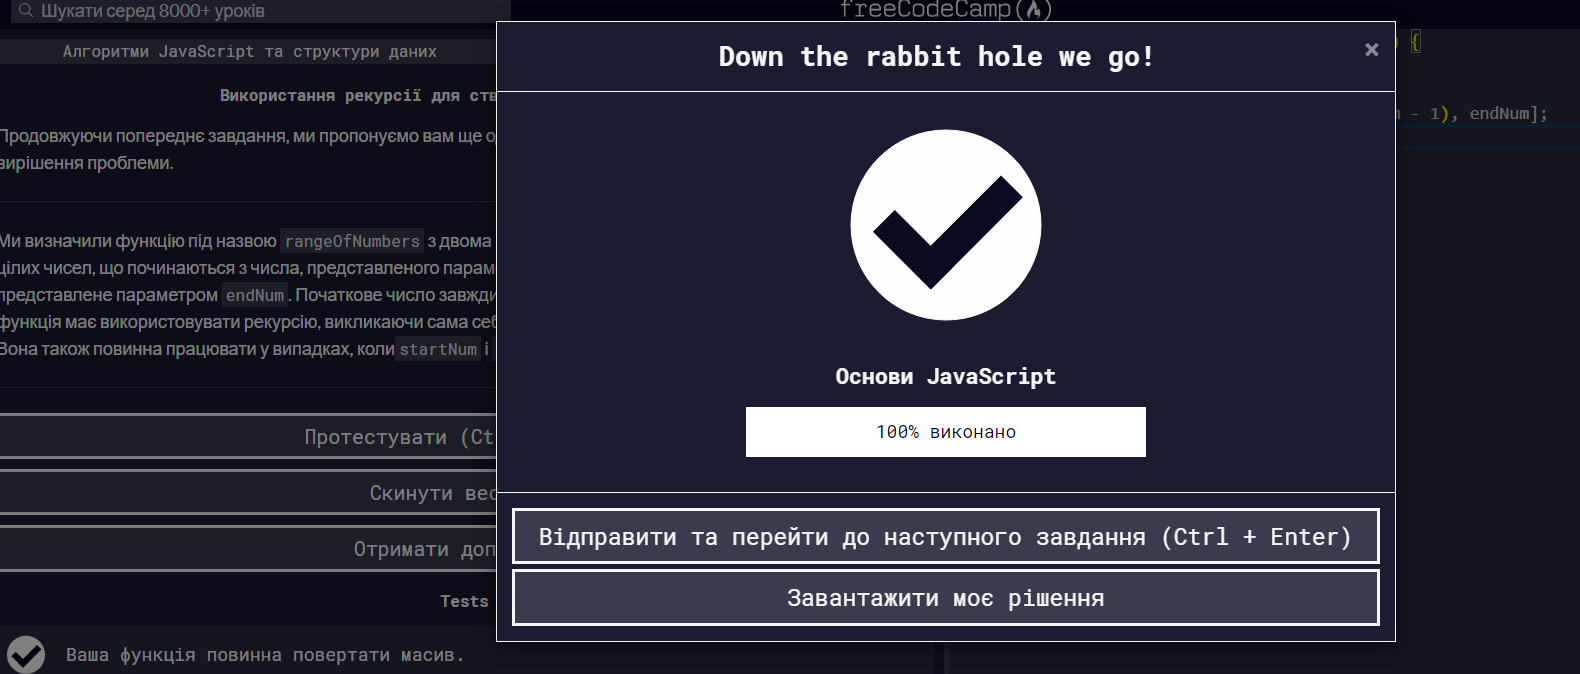 Шукати серед 8000+ уроків
freeCodeCamp
Алгоритми JavaScript та структури даних
Використання рекурсії для ств
Продовжуючи попереднє завдання, ми пропонуємо вам ще о
вирішення проблеми.
Ми визначили функцію під назвою rangeOfNumbers з двома
цілих чисел, що починаються з числа, представленого парам
представлене параметром endNum. Початкове число завжди
функція має використовувати рекурсію, викликаючи сама себ
Вона також повинна працювати у випадках, коли startNum і
Протестувати (Ct
Скинути вес
Отримати доп
Tests
Ваша функція повинна повертати масив.
Down the rabbit hole we go!
×
Основи JavaScript
100% виконано
Відправити та перейти до наступного завдання (Ctrl + Enter)
Завантажити моє рішення
) {
- 1), endNum];